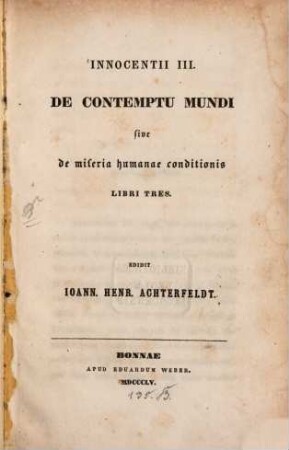 INNOCENTII III.
DE CONTEMPTU MUNDI
sive
de miseria humanae conditionis
LIBRI TRES.
EDIDIT
IOANN. HENR. ACHTERFELDT.
BONNAE
APUD EDUARDUM WEBER.
MDCCCLV.